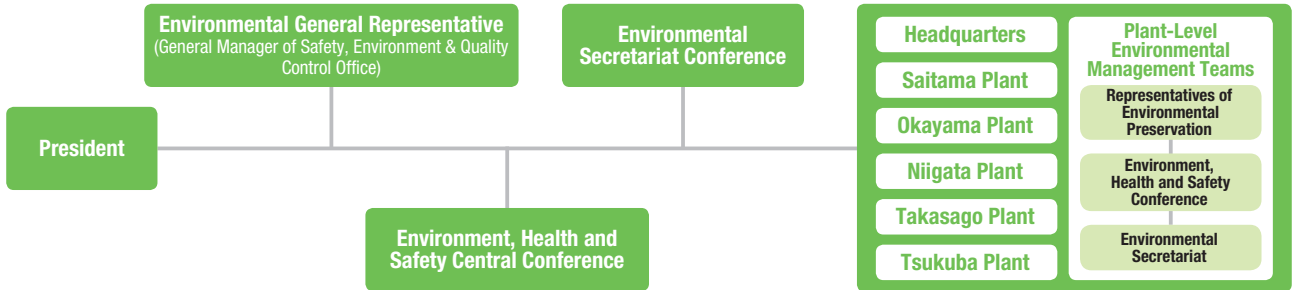 President
Environmental General Representative
(General Manager of Safety, Environment & Quality
Control Office)
Environment, Health and
Safety Central Conference
Environmental
Secretariat Conference
Headquarters
Saitama Plant
Okayama Plant
Niigata Plant
Takasago Plant
Tsukuba Plant
Plant-Level
Environmental
Management Teams
Representatives of
Environmental
Preservation
Environment,
Health and Safety
Conference
Environmental
Secretariat